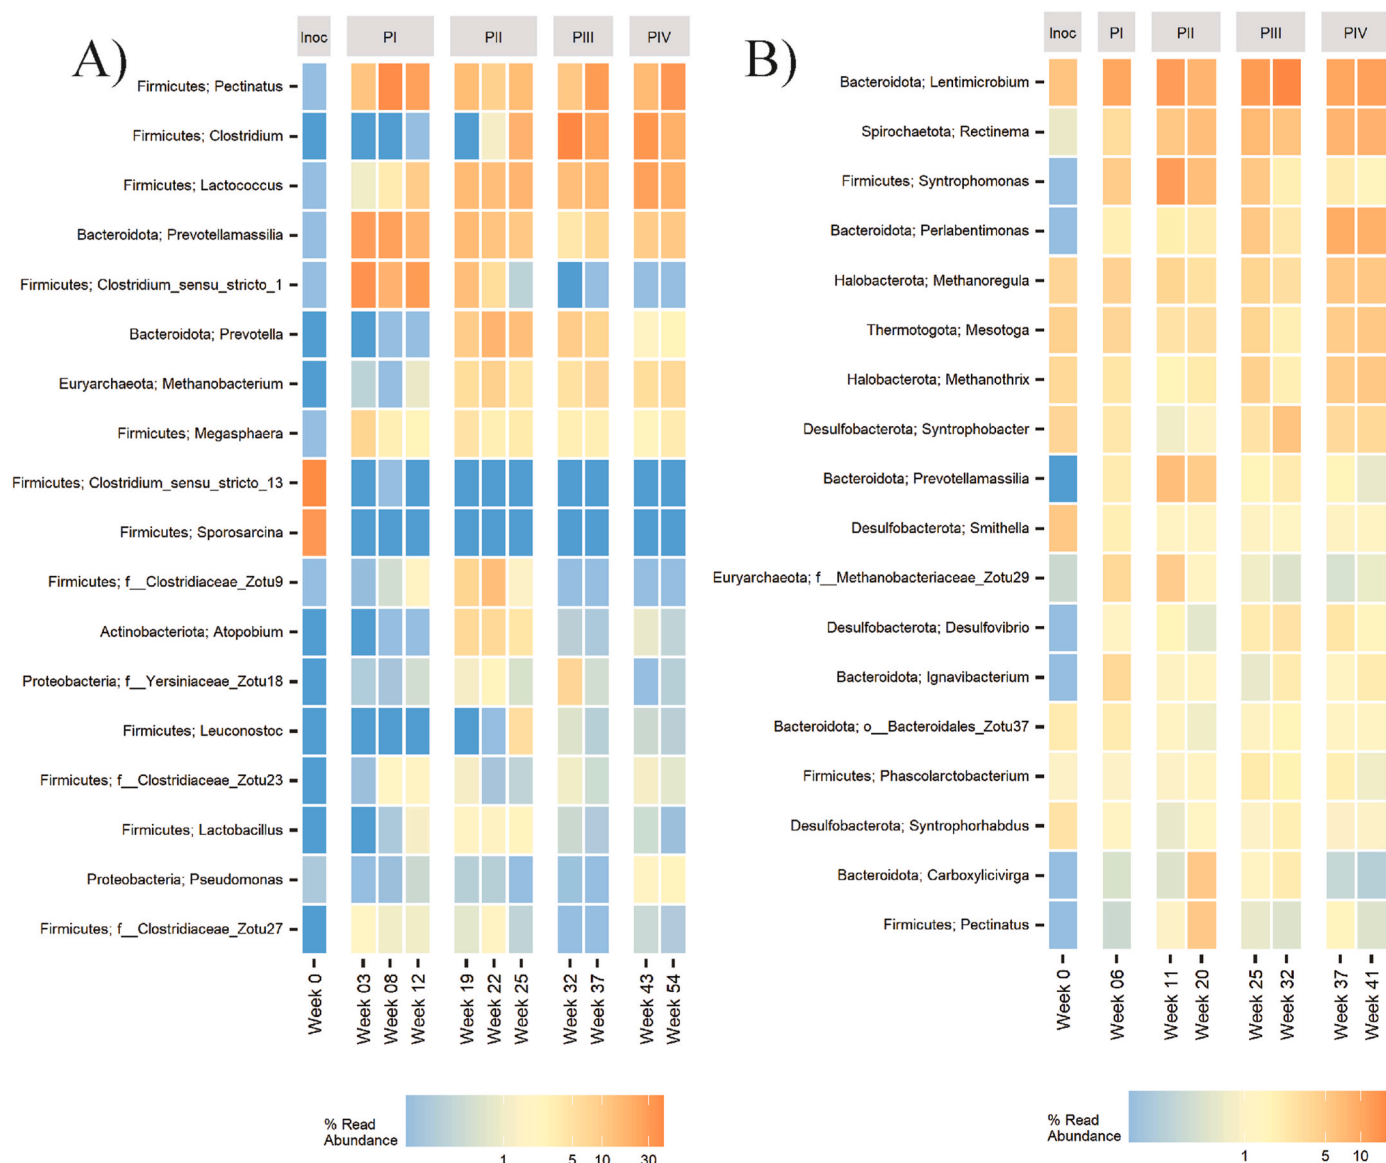 A)
Inoc PI PII PIII PIV
Firmicutes; Pectinatus
Firmicutes; Clostridium
Firmicutes; Lactococcus
Bacteroidota; Prevotellamassilia
Firmicutes; Clostridium_sensu_stricto_1
Bacteroidota; Prevotella
Euryarchaeota; Methanobacterium
Firmicutes; Megasphaera
Firmicutes; Clostridium_sensu_stricto_13
Firmicutes; Sporosarcina
Firmicutes; f__Clostridiaceae_Zotu9
Actinobacteriota; Atopobium
Proteobacteria; f__Yersiniaceae_Zotu18
Firmicutes; Leuconostoc
Firmicutes; f__Clostridiaceae_Zotu23
Firmicutes; Lactobacillus
Proteobacteria; Pseudomonas
Firmicutes; f__Clostridiaceae_Zotu27
Week 0
Week 03
Week 08
Week 12
Week 19
Week 22
Week 25
Week 32
Week 37
Week 43
Week 54
% Read
Abundance
1 5 10 30
B)
Inoc PI PII PIII PIV
Bacteroidota; Lentimicrobium
Spirochaetota; Rectinema
Firmicutes; Syntrophomonas
Bacteroidota; Perlabentimonas
Halobacterota; Methanoregula
Thermotogota; Mesotoga
Halobacterota; Methanothrix
Desulfobacterota; Syntrophobacter
Bacteroidota; Prevotellamassilia
Desulfobacterota; Smithella
Euryarchaeota; f__Methanobacteriaceae_Zotu29
Desulfobacterota; Desulfovibrio
Bacteroidota; Ignavibacterium
Bacteroidota; o__Bacteroidales_Zotu37
Firmicutes; Phascolarctobacterium
Desulfobacterota; Syntrophorhabdus
Bacteroidota; Carboxylicivirga
Firmicutes; Pectinatus
Week 0
Week 06
Week 11
Week 20
Week 25
Week 32
Week 37
Week 41
% Read
Abundance
1 5 10